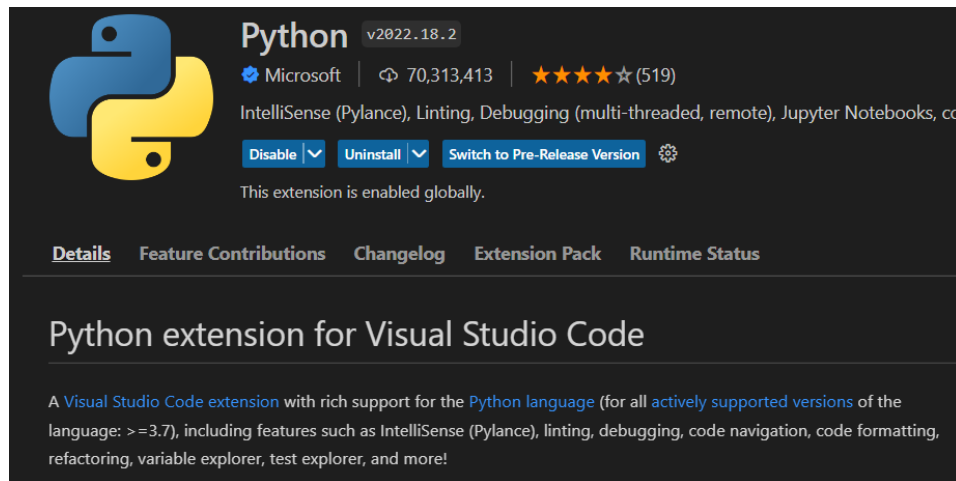 Python v2022.18.2
Microsoft 70,313,413 (519)
IntelliSense (Pylance), Linting, Debugging (multi-threaded, remote), Jupyter Notebooks,
Disable Uninstall Switch to Pre-Release Version
This extension is enabled globally.
Details Feature Contributions Changelog Extension Pack Runtime Status
Python extension for Visual Studio Code
A Visual Studio Code extension with rich support for the Python language (for all actively supported versions of the
language: >=3.7), including features such as IntelliSense (Pylance), linting, debugging, code navigation, code formatting,
refactoring, variable explorer, test explorer, and more!